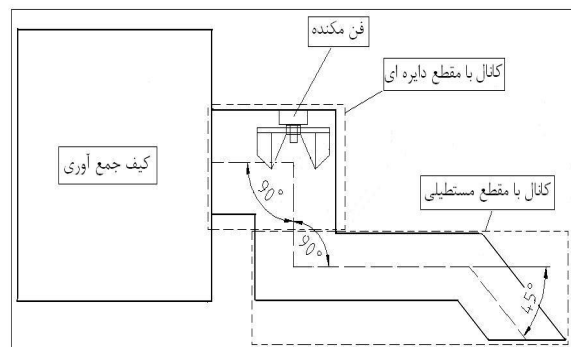 فن مکنده
کانال با مقطع دایره ای
کیف جمع آوری
کانال با مقطع مستطیلی
90°
90°
45°